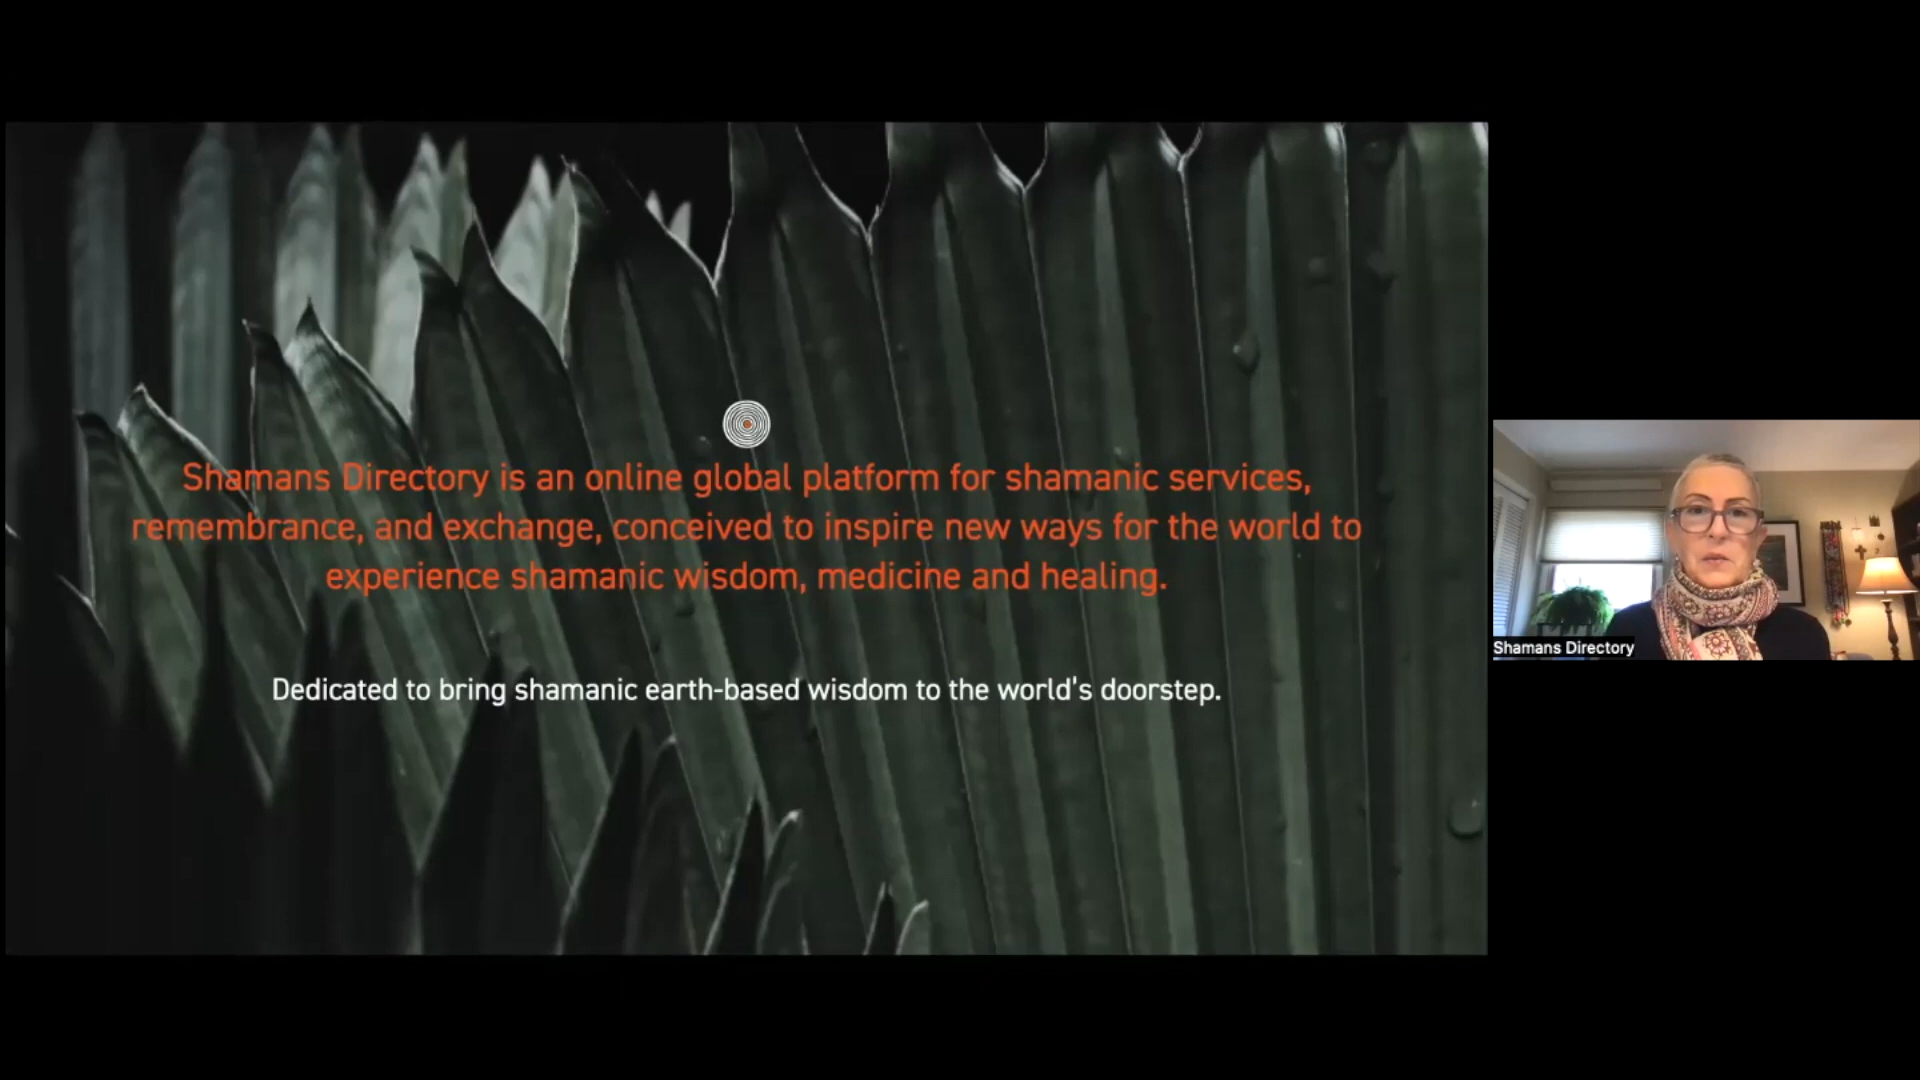 Shamans Directory is an online global platform for shamanic services,
remembrance, and exchange, conceived to inspire new ways for the world to
experience shamanic wisdom, medicine and healing.
Dedicated to bring shamanic earth-based wisdom to the world's doorstep.
Shamans Directory